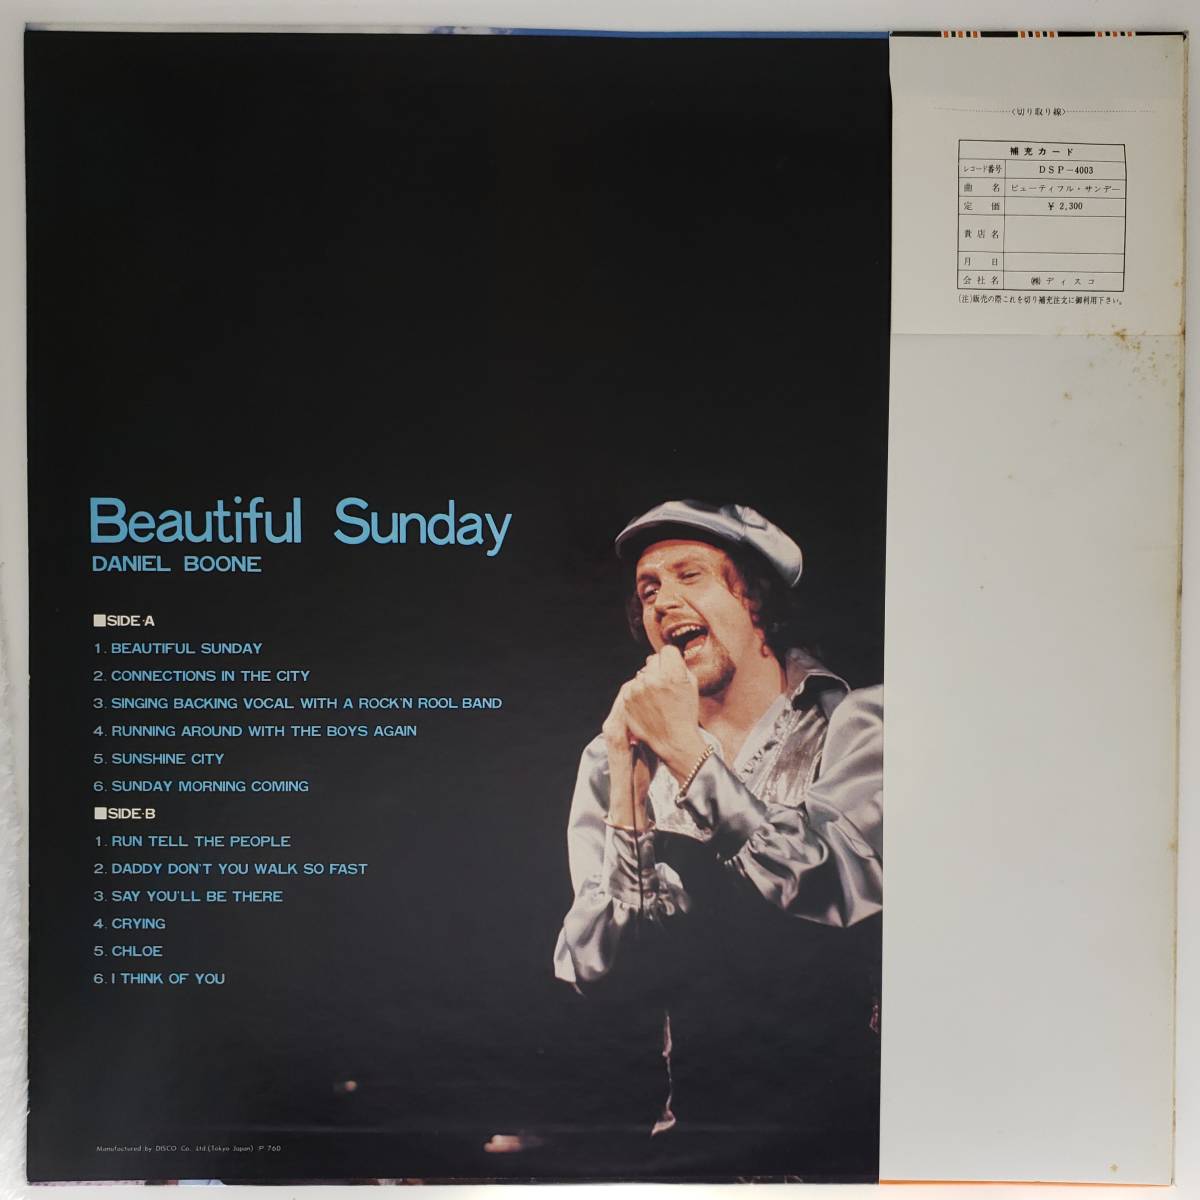 〈切り取り線〉
補充カード
レコード番号 DSP-4003
曲名 ビューティフル・サンデー
定価 ¥2,300
貴店名
月日
会社名 ㈱ディスコ
(注)販売の際これを切り補充注文に御利用下さい。
Beautiful Sunday
DANIEL BOONE
■SIDE·A
1. BEAUTIFUL SUNDAY
2. CONNECTIONS IN THE CITY
3. SINGING BACKING VOCAL WITH A ROCK'N ROOL BAND
4. RUNNING AROUND WITH THE BOYS AGAIN
5. SUNSHINE CITY
6. SUNDAY MORNING COMING
■SIDE·B
1. RUN TELL THE PEOPLE
2. DADDY DON'T YOU WALK SO FAST
3. SAY YOU'LL BE THERE
4. CRYING
5. CHLOE
6. I THINK OF YOU
Manufactured by DISCO Co., Ltd.(Tokyo Japan) P 760